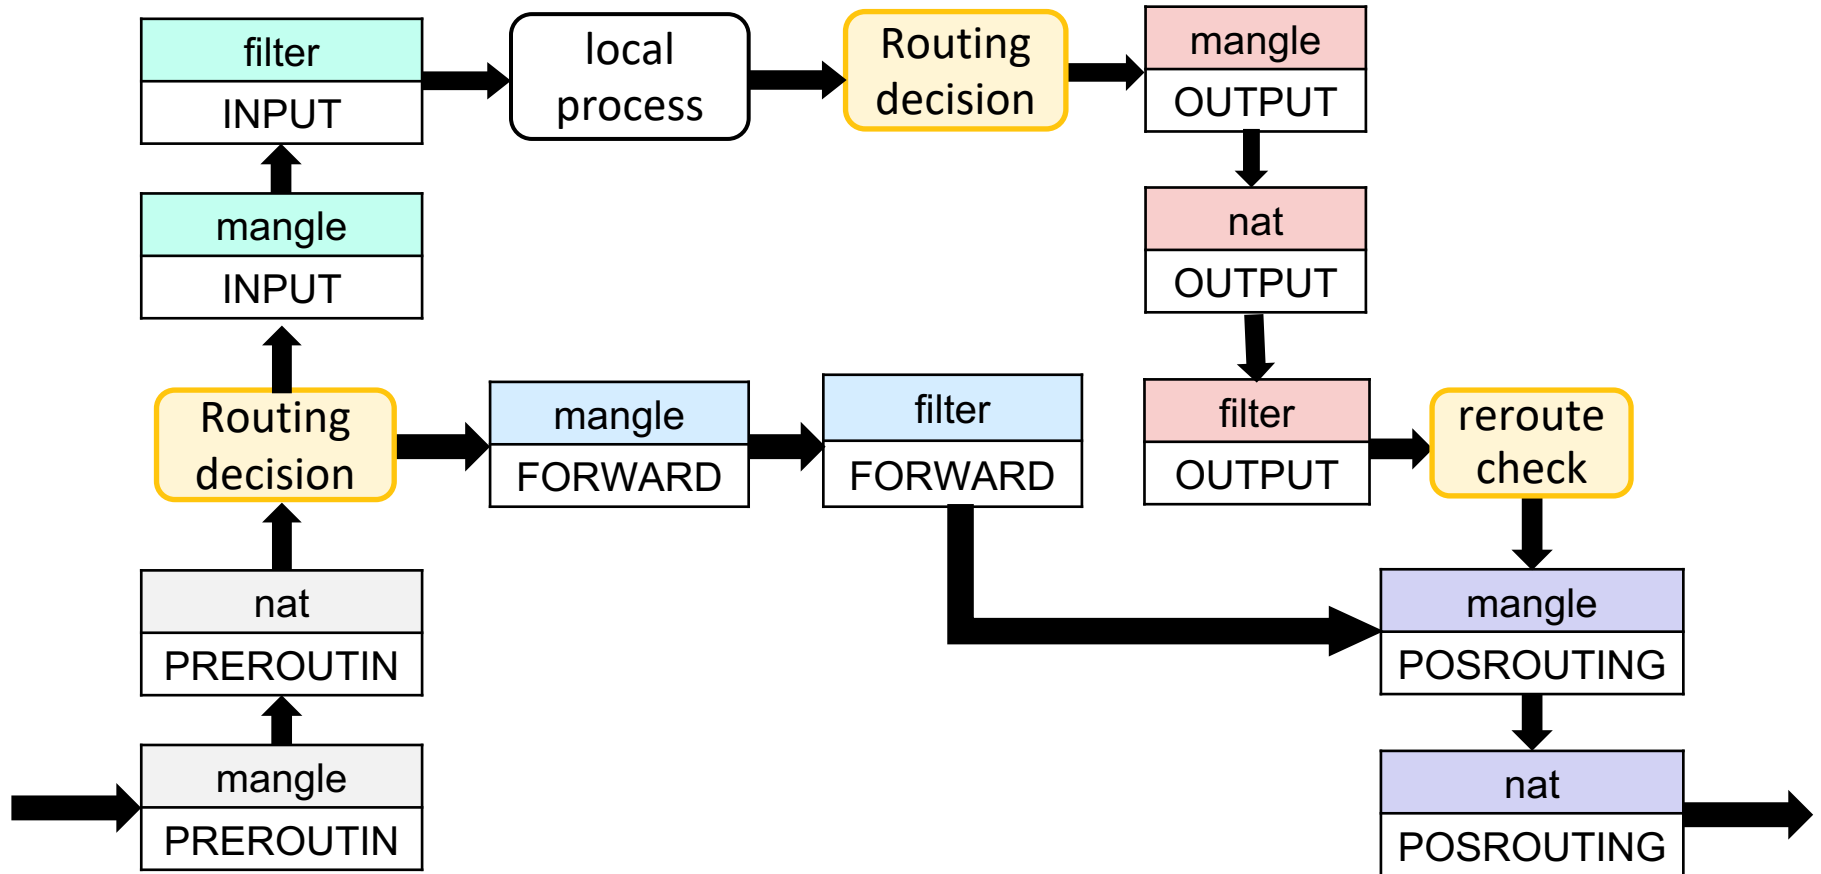 filter
INPUT
local
process
Routing
decision
mangle
OUTPUT
mangle
INPUT
nat
OUTPUT
Routing
decision
mangle
FORWARD
filter
FORWARD
filter
OUTPUT
reroute
check
nat
PREROUTIN
mangle
POSROUTING
mangle
PREROUTIN
nat
POSROUTING